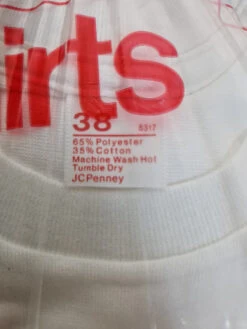 irts
38 5317
65% Polyester
35% Cotton
Machine Wash Hot
Tumble Dry
JCPenney